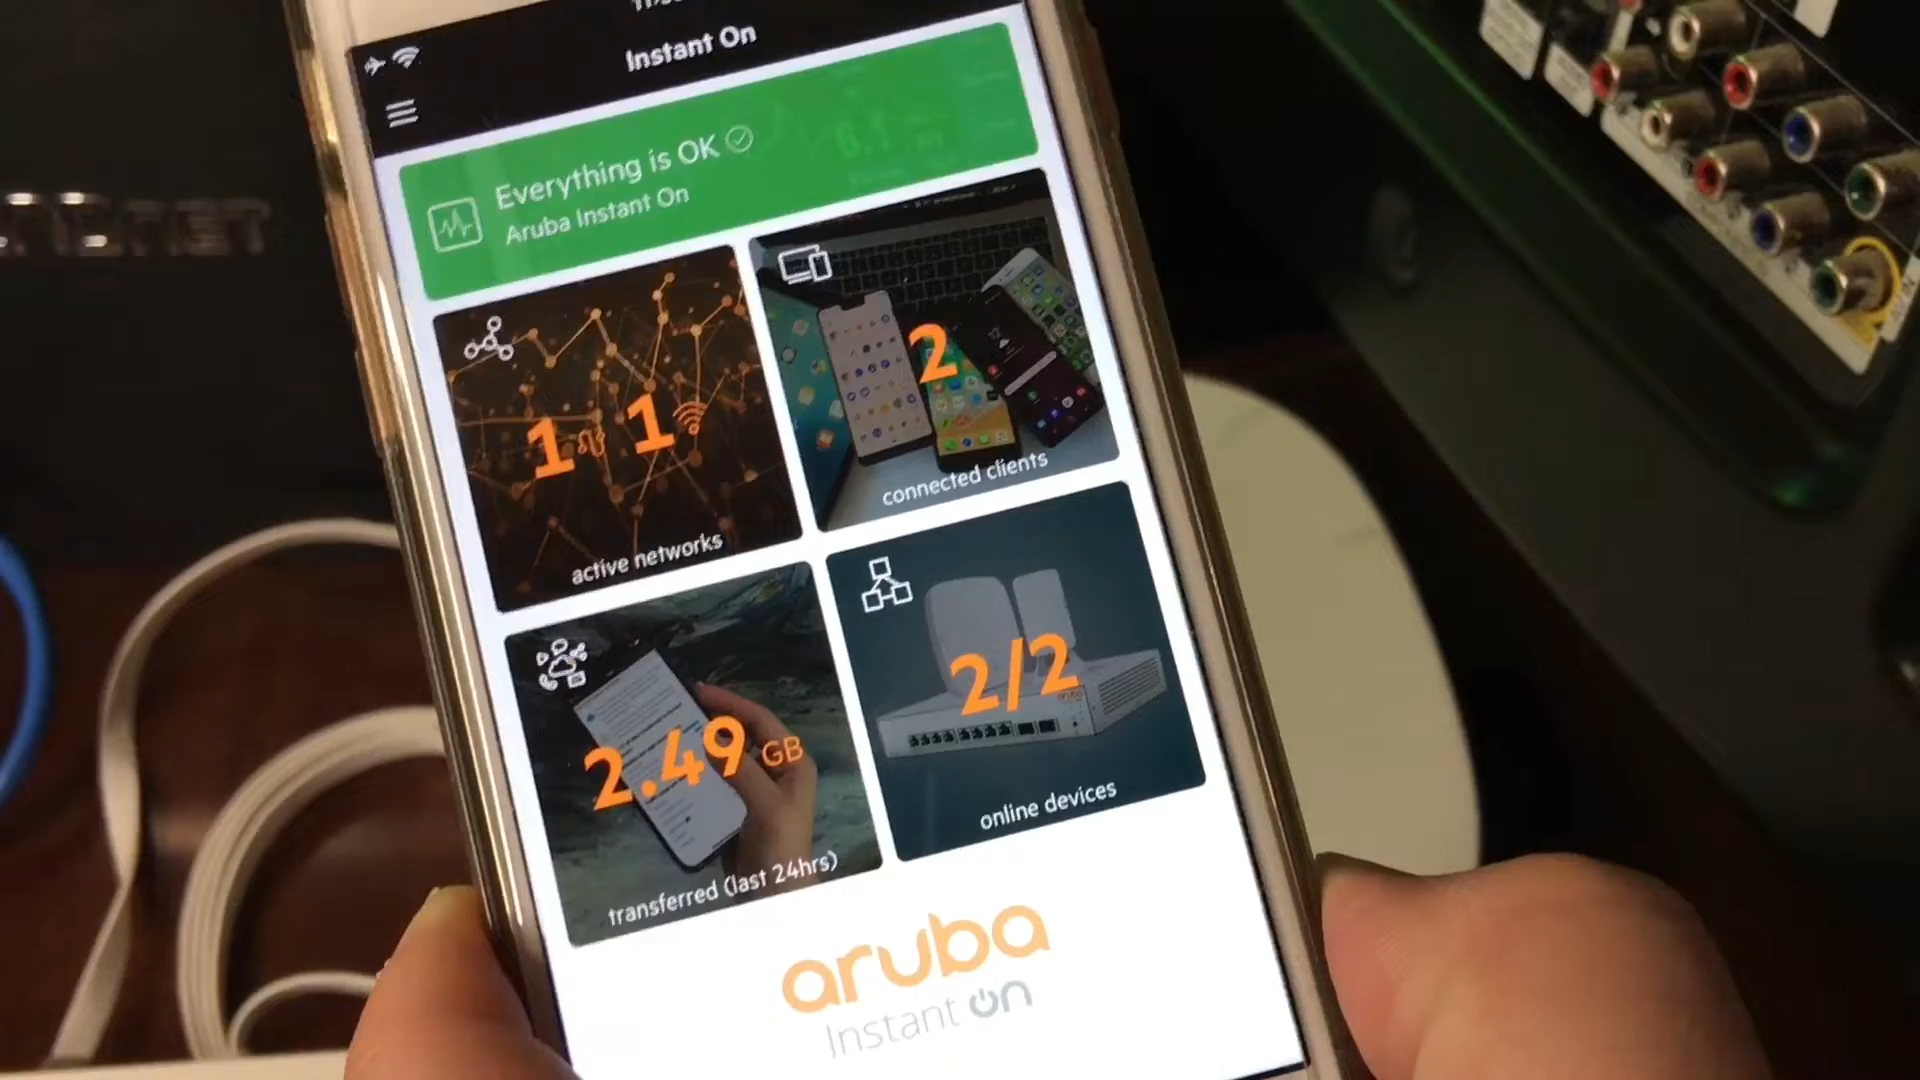 Instant On
Everything is OK
Aruba Instant On
1 1
active networks
2
connected clients
2.49 GB
transferred (last 24hrs)
2/2
online devices
aruba
Instant On